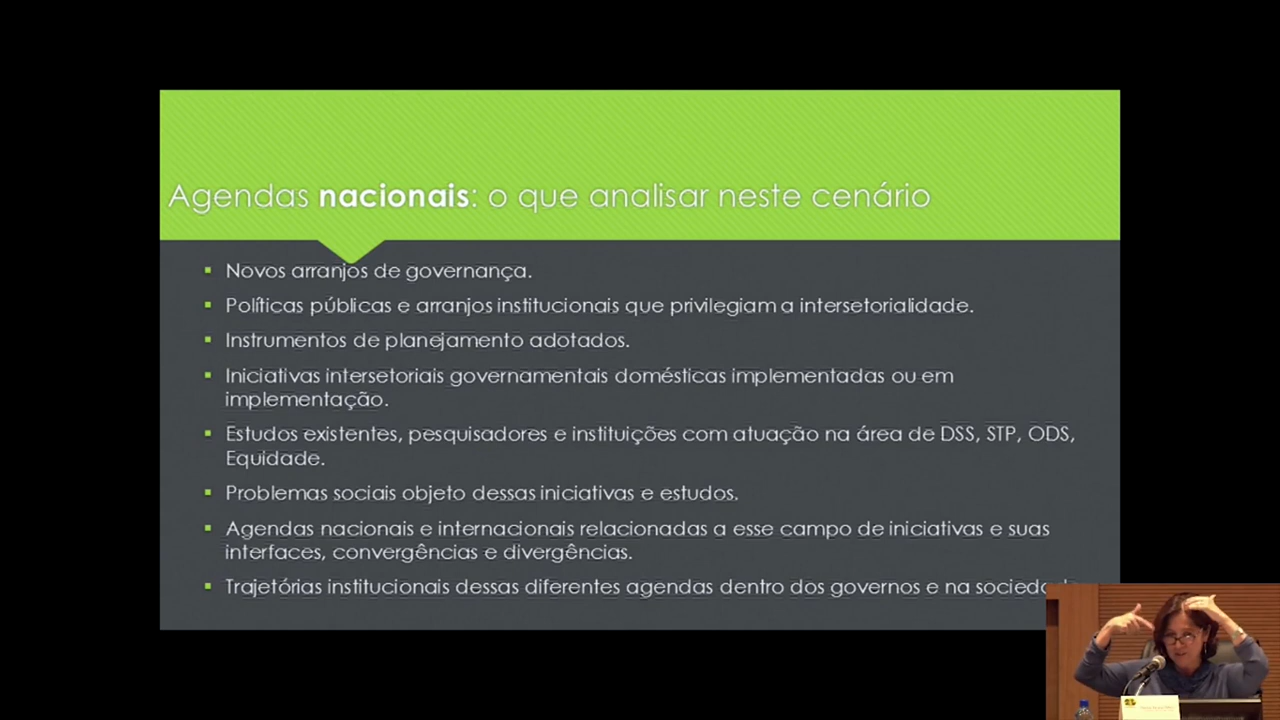 Agendas nacionais: o que analisar neste cenário
▪ Novos arranjos de governança.
▪ Políticas públicas e arranjos institucionais que privilegiam a intersetorialidade.
▪ Instrumentos de planejamento adotados.
▪ Iniciativas intersetoriais governamentais domésticas implementadas ou em
implementação.
▪ Estudos existentes, pesquisadores e instituições com atuação na área de DSS, STP, ODS,
Equidade.
▪ Problemas sociais objeto dessas iniciativas e estudos.
▪ Agendas nacionais e internacionais relacionadas a esse campo de iniciativas e suas
interfaces, convergências e divergências.
▪ Trajetórias institucionais dessas diferentes agendas dentro dos governos e na